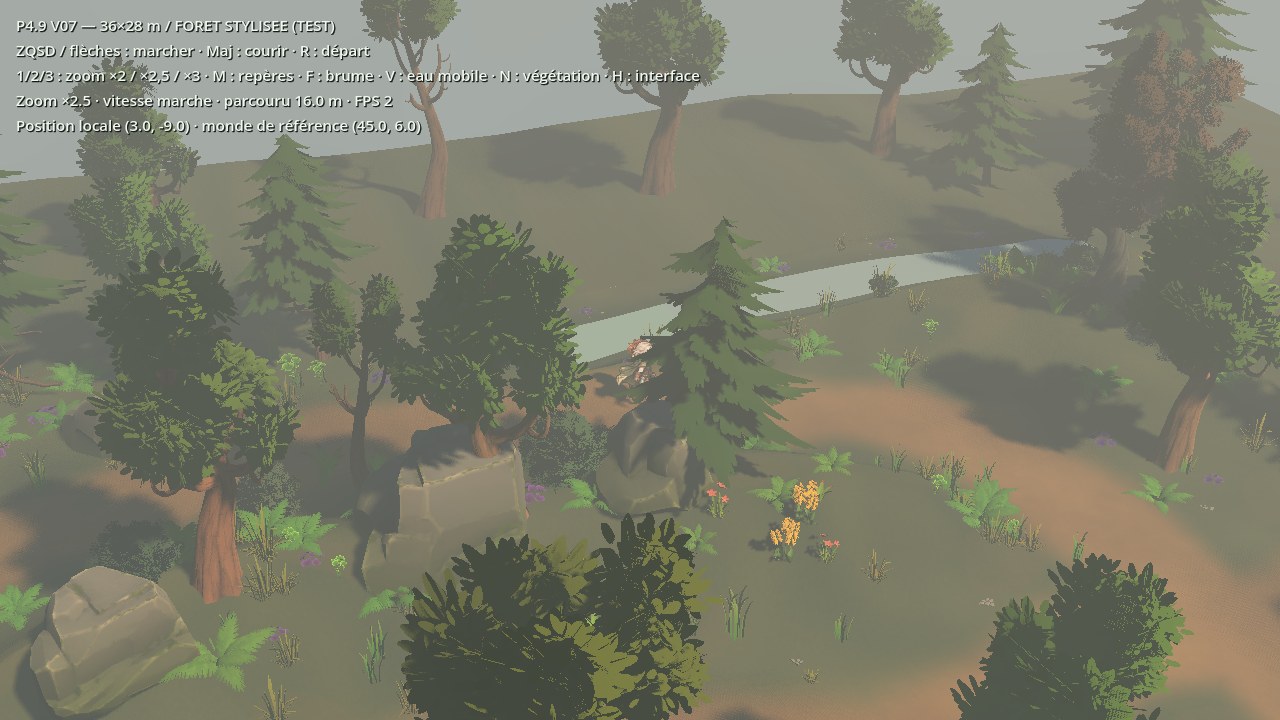 P4.9 V07 — 36×28 m / FORET STYLISEE (TEST)
ZQSD / flèches : marcher · Maj : courir · R : départ
1/2/3 : zoom ×2 / ×2,5 / ×3 · M : repères · F : brume · V : eau mobile · N : végétation · H : interface
Zoom ×2.5 · vitesse marche · parcouru 16.0 m · FPS 2
Position locale (3.0, -9.0) · monde de référence (45.0, 6.0)